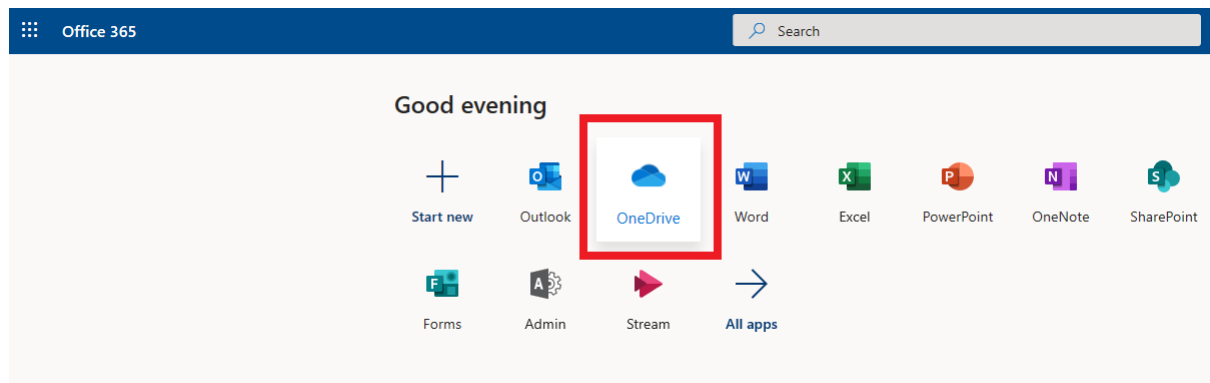 Office 365
Search
Good evening
Start new
Outlook
OneDrive
Word
Excel
PowerPoint
OneNote
SharePoint
Forms
Admin
Stream
All apps